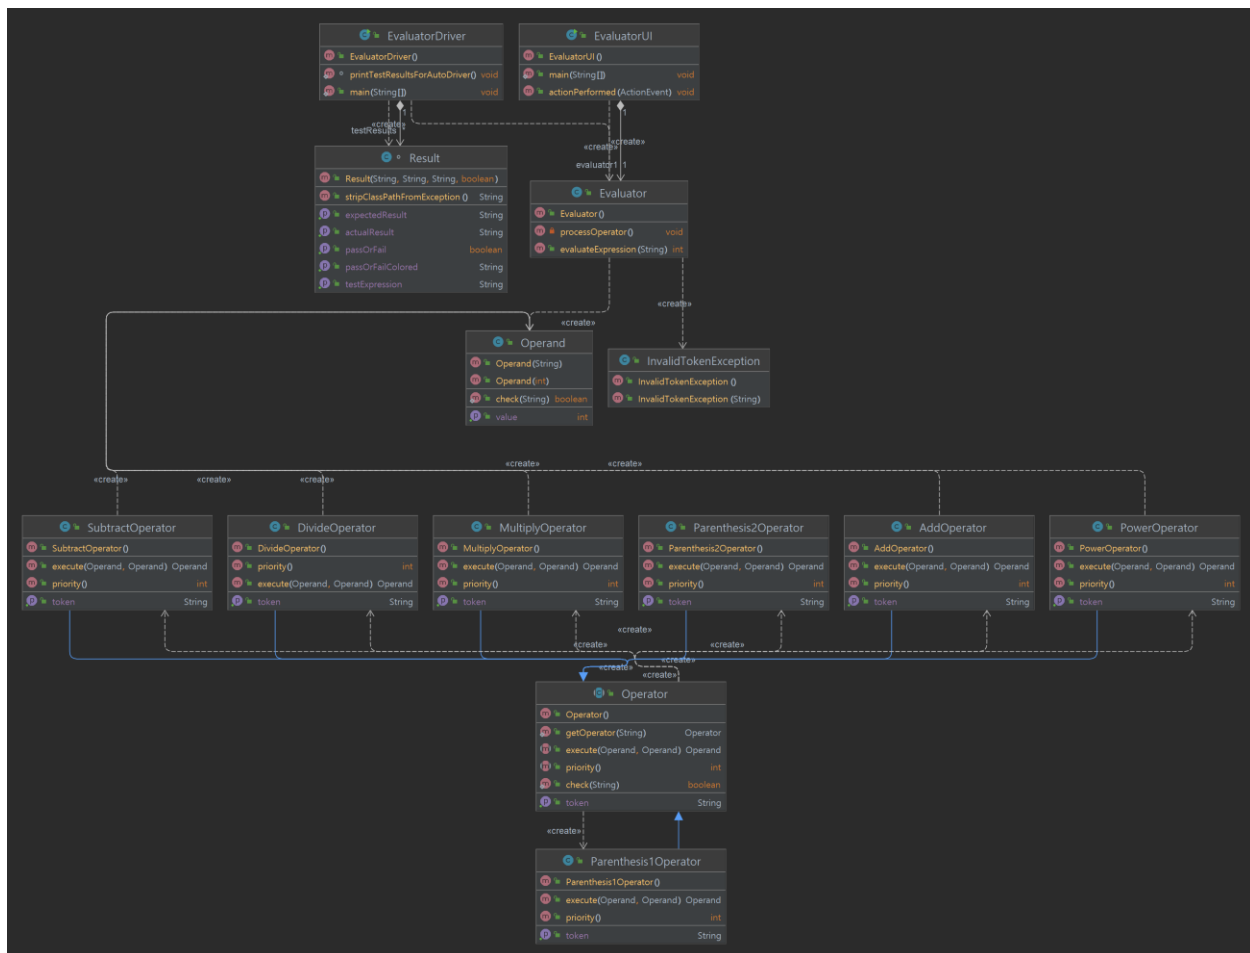 EvaluatorDriver
EvaluatorDriver()
printTestResultsForAutoDriver() void
main(String[]) void
EvaluatorUI
EvaluatorUI()
main(String[]) void
actionPerformed(ActionEvent) void
1
«create»
testResults
1
«create»
«create»
evaluator1 1
Result
Result(String, String, String, boolean)
stripClassPathFromException() String
expectedResult String
actualResult String
passOrFail boolean
passOrFailColored String
testExpression String
Evaluator
Evaluator()
processOperator() void
evaluateExpression(String) int
«create»
«create»
Operand
Operand(String)
Operand(int)
check(String) boolean
value int
InvalidTokenException
InvalidTokenException()
InvalidTokenException(String)
«create» «create»
«create» «create» «create»
SubtractOperator
SubtractOperator()
execute(Operand, Operand) Operand
priority() int
token String
DivideOperator
DivideOperator()
priority() int
execute(Operand, Operand) Operand
token String
MultiplyOperator
MultiplyOperator()
execute(Operand, Operand) Operand
priority() int
token String
Parenthesis2Operator
Parenthesis2Operator()
execute(Operand, Operand) Operand
priority() int
token String
AddOperator
AddOperator()
execute(Operand, Operand) Operand
priority() int
token String
PowerOperator
PowerOperator()
execute(Operand, Operand) Operand
priority() int
token String
«create»
«create» «create»
«create»
«create»
«create»
Operator
Operator()
getOperator(String) Operator
execute(Operand, Operand) Operand
priority() int
check(String) boolean
token String
«create»
Parenthesis1Operator
Parenthesis1Operator()
execute(Operand, Operand) Operand
priority() int
token String